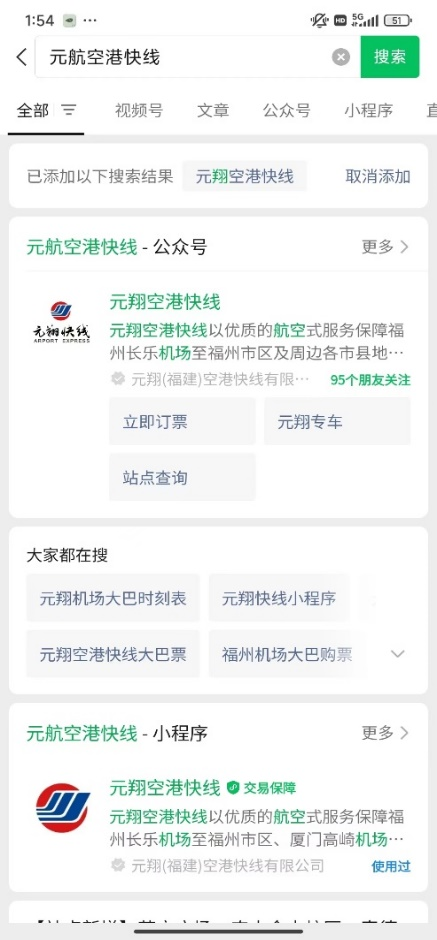 1:54 ··· HD 5G 51
元航空港快线 搜索
全部 视频号 文章 公众号 小程序 直
已添加以下搜索结果 元翔空港快线 取消添加
元航空港快线 - 公众号 更多
元翔空港快线
元翔空港快线以优质的航空式服务保障福
州长乐机场至福州市区及周边各市县地···
元翔(福建)空港快线有限··· 95个朋友关注
元翔快线
AIRPORT EXPRESS
立即订票 元翔专车
站点查询
大家都在搜
元翔机场大巴时刻表 元翔快线小程序
元翔空港快线大巴票 福州机场大巴购票
元航空港快线 - 小程序 更多
元翔空港快线 交易保障
元翔空港快线以优质的航空式服务保障福
州长乐机场至福州市区、厦门高崎机场···
元翔(福建)空港快线有限公司 使用过